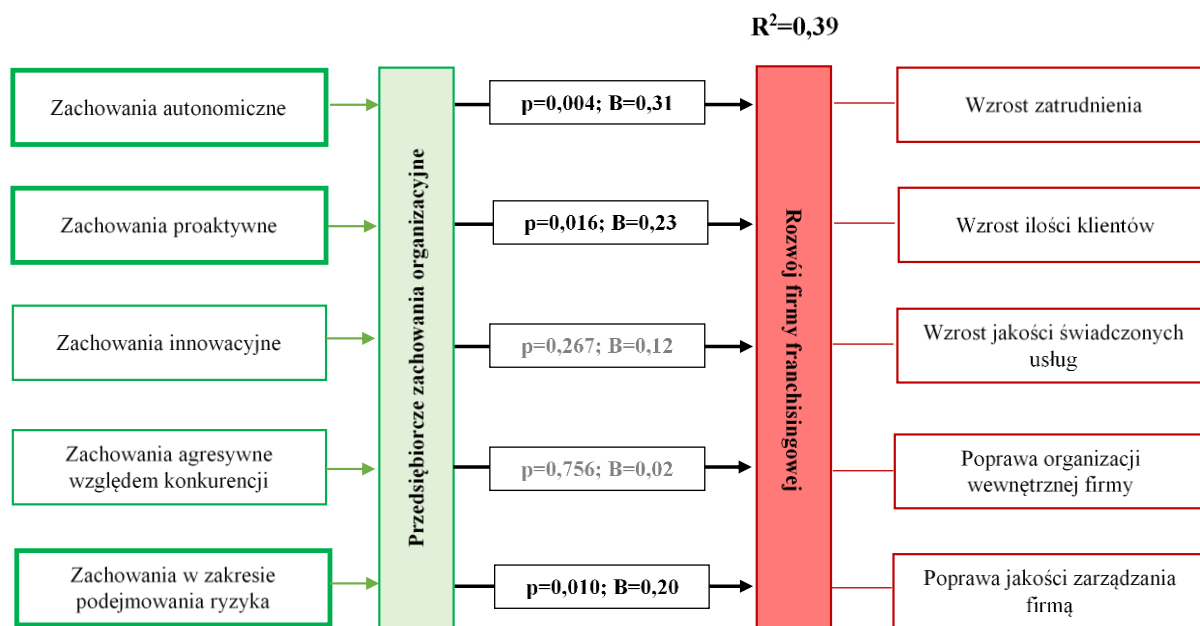 R²=0,39
Zachowania autonomiczne
Zachowania proaktywne
Zachowania innowacyjne
Zachowania agresywne
względem konkurencji
Zachowania w zakresie
podejmowania ryzyka
Przedsiębiorcze zachowania organizacyjne
p=0,004; B=0,31
p=0,016; B=0,23
p=0,267; B=0,12
p=0,756; B=0,02
p=0,010; B=0,20
Rozwój firmy franchisingowej
Wzrost zatrudnienia
Wzrost ilości klientów
Wzrost jakości świadczonych
usług
Poprawa organizacji
wewnętrznej firmy
Poprawa jakości zarządzania
firmą